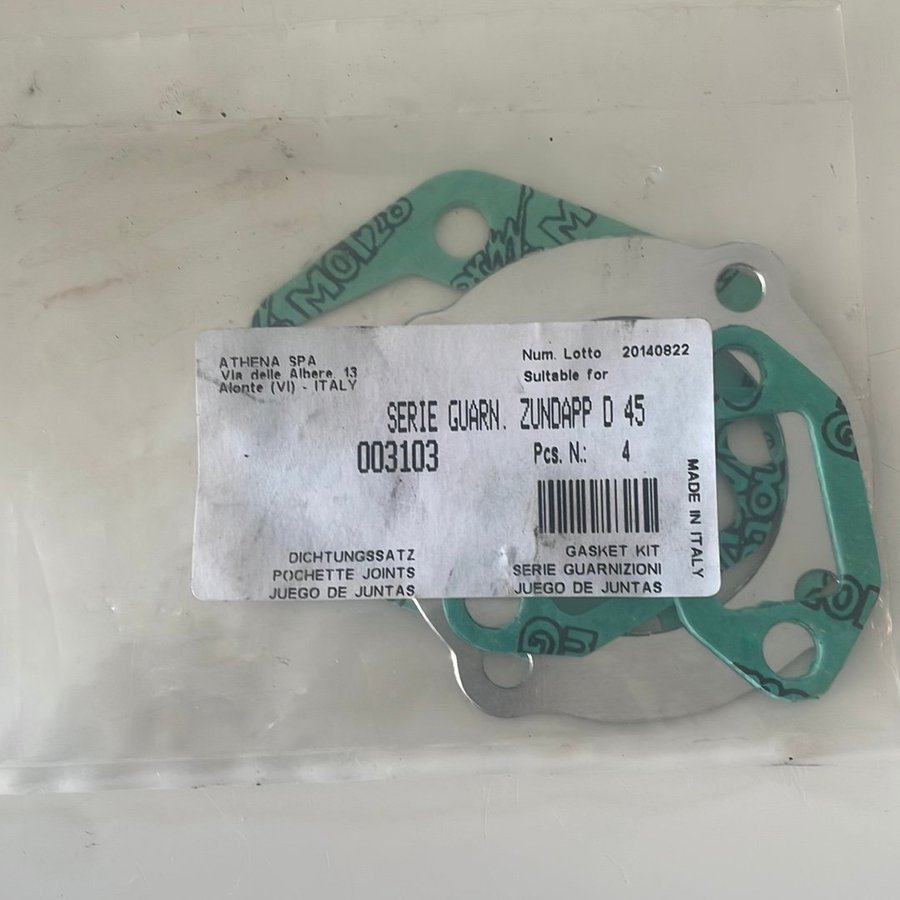 ATHENA SPA
Via delle Albere, 13
Alonte (VI) - ITALY
Num. Lotto 20140822
Suitable for
SERIE GUARN. ZUNDAPP D 45
003103
Pcs. N.: 4
MADE IN ITALY
DICHTUNGSSATZ
POCHETTE JOINTS
JUEGO DE JUNTAS
GASKET KIT
SERIE GUARNIZIONI
JUEGO DE JUNTAS